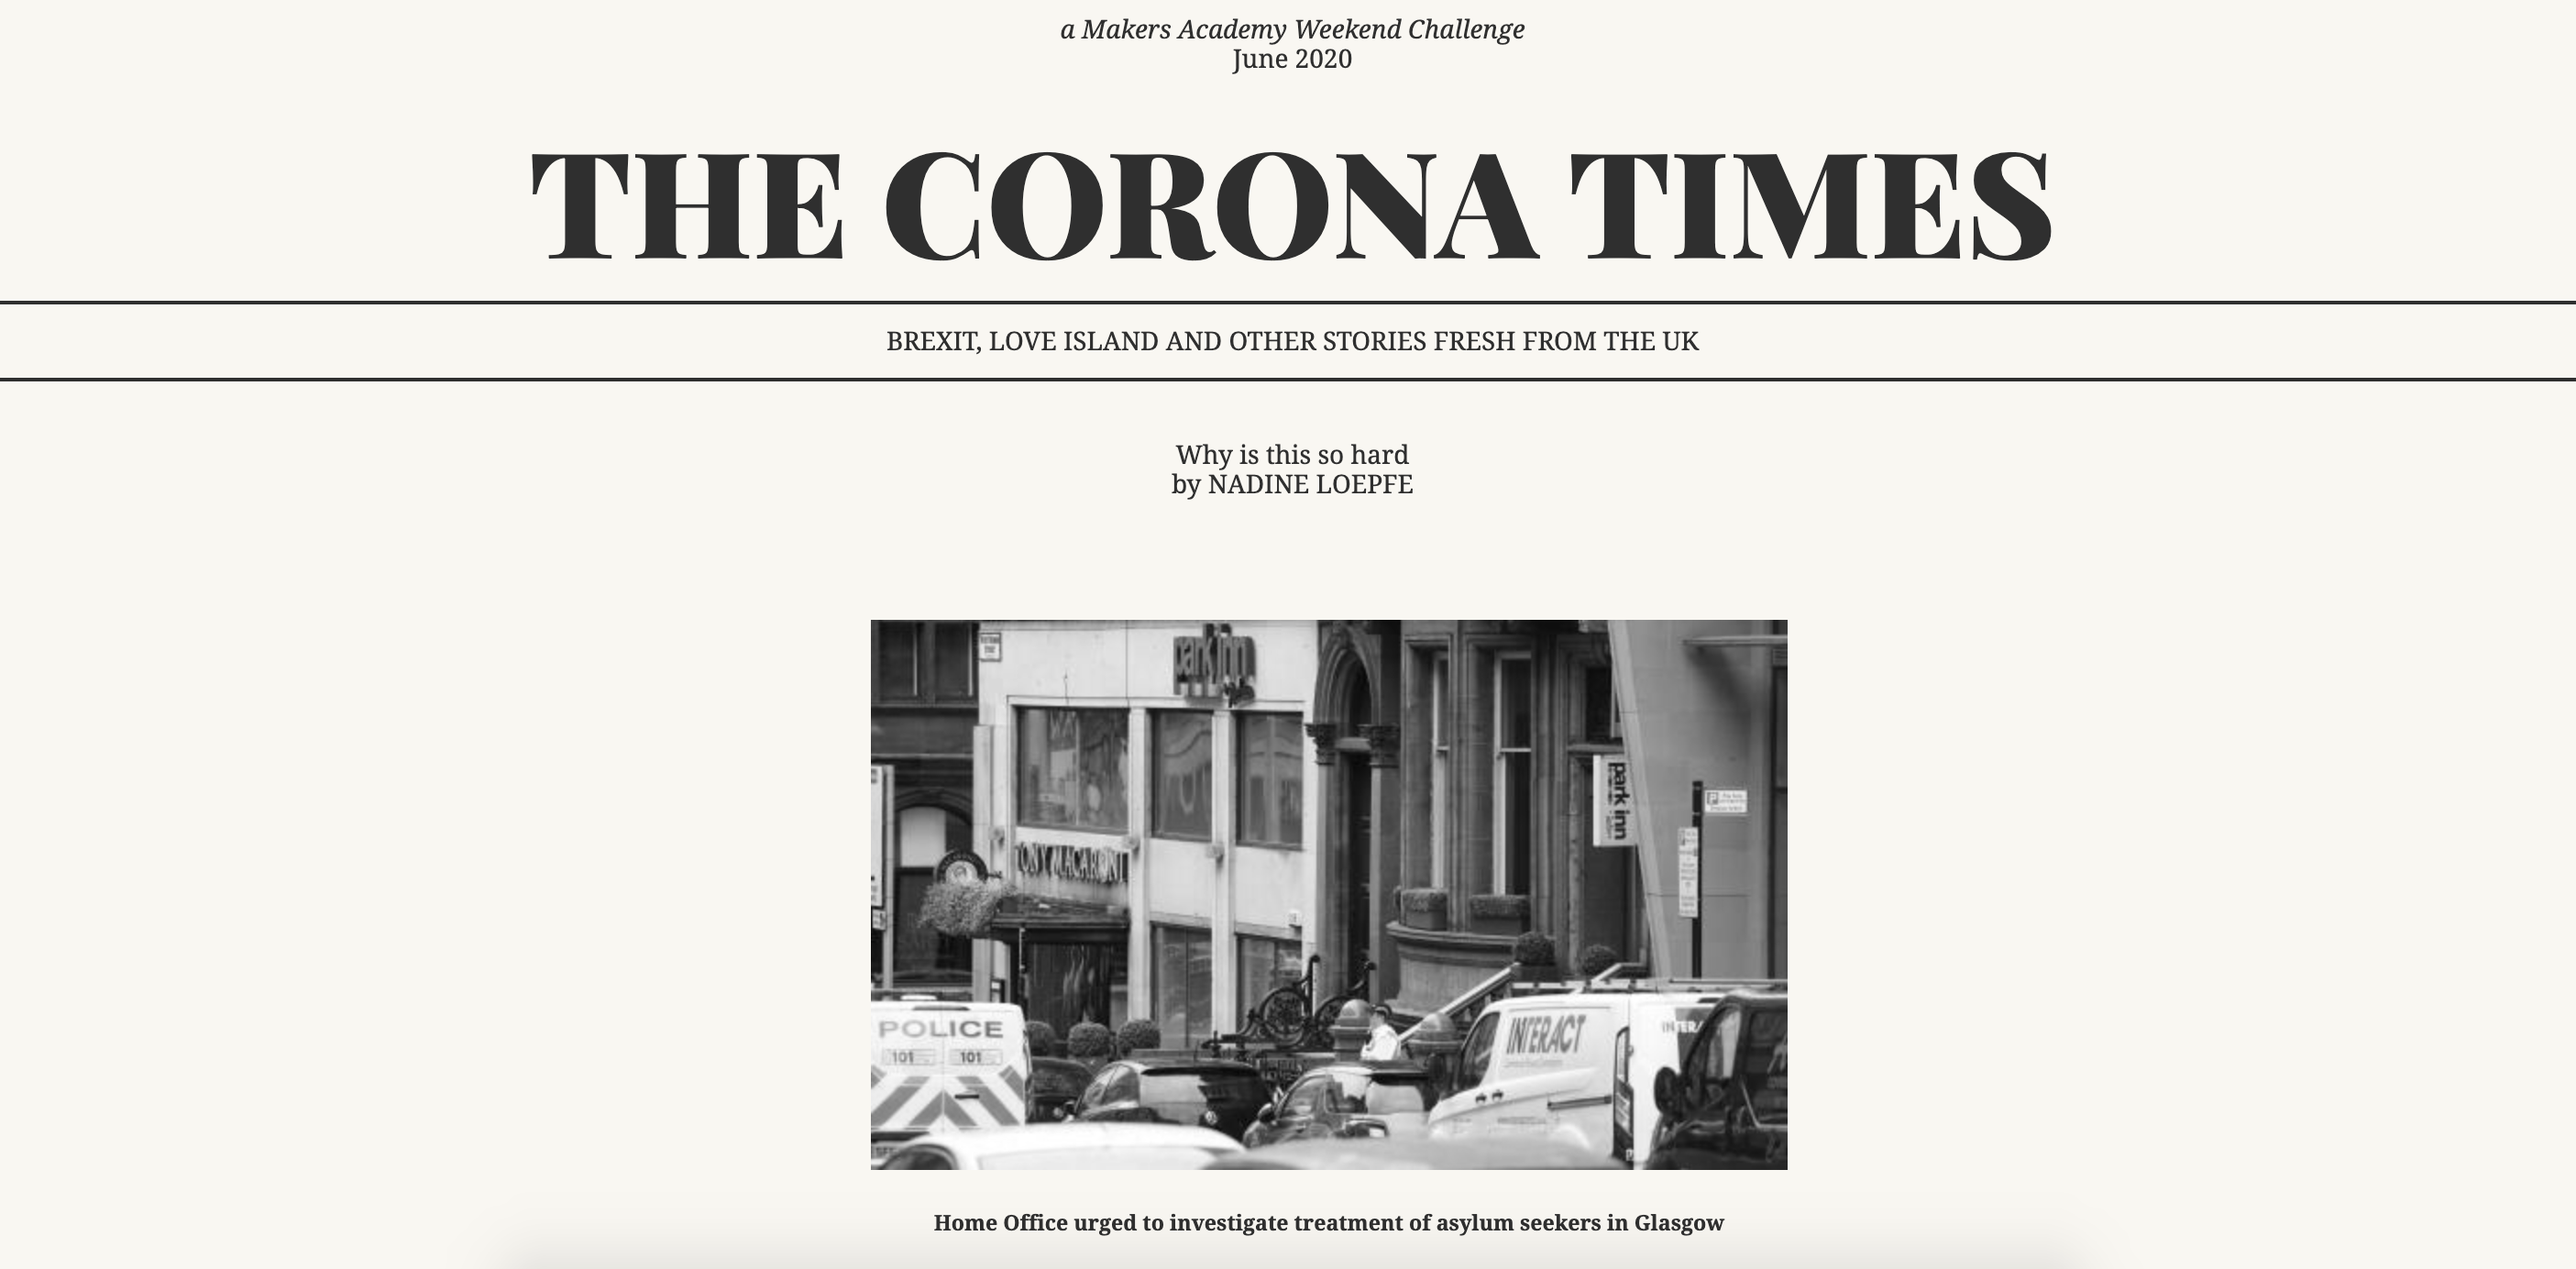 a Makers Academy Weekend Challenge
June 2020
THE CORONA TIMES
BREXIT, LOVE ISLAND AND OTHER STORIES FRESH FROM THE UK
Why is this so hard
by NADINE LOEPFE
park inn
park inn
TONY MACARONI
POLICE
101 101
INTERACT
Home Office urged to investigate treatment of asylum seekers in Glasgow